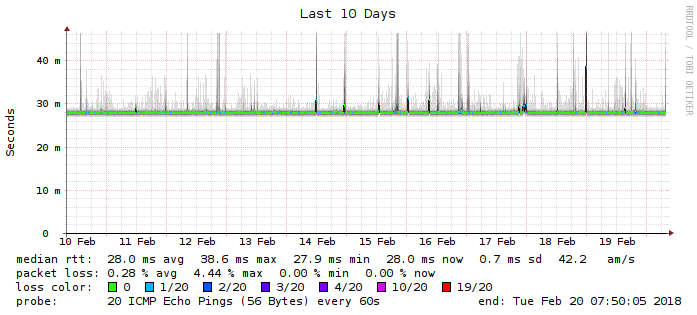 Last 10 Days
RRDTOOL / TOBI OETIKER
Seconds
40 m
30 m
20 m
10 m
0
10 Feb 11 Feb 12 Feb 13 Feb 14 Feb 15 Feb 16 Feb 17 Feb 18 Feb 19 Feb
median rtt: 28.0 ms avg 38.6 ms max 27.9 ms min 28.0 ms now 0.7 ms sd 42.2 am/s
packet loss: 0.28 % avg 4.44 % max 0.00 % min 0.00 % now
loss color: 0 1/20 2/20 3/20 4/20 10/20 19/20
probe: 20 ICMP Echo Pings (56 Bytes) every 60s end: Tue Feb 20 07:50:05 2018